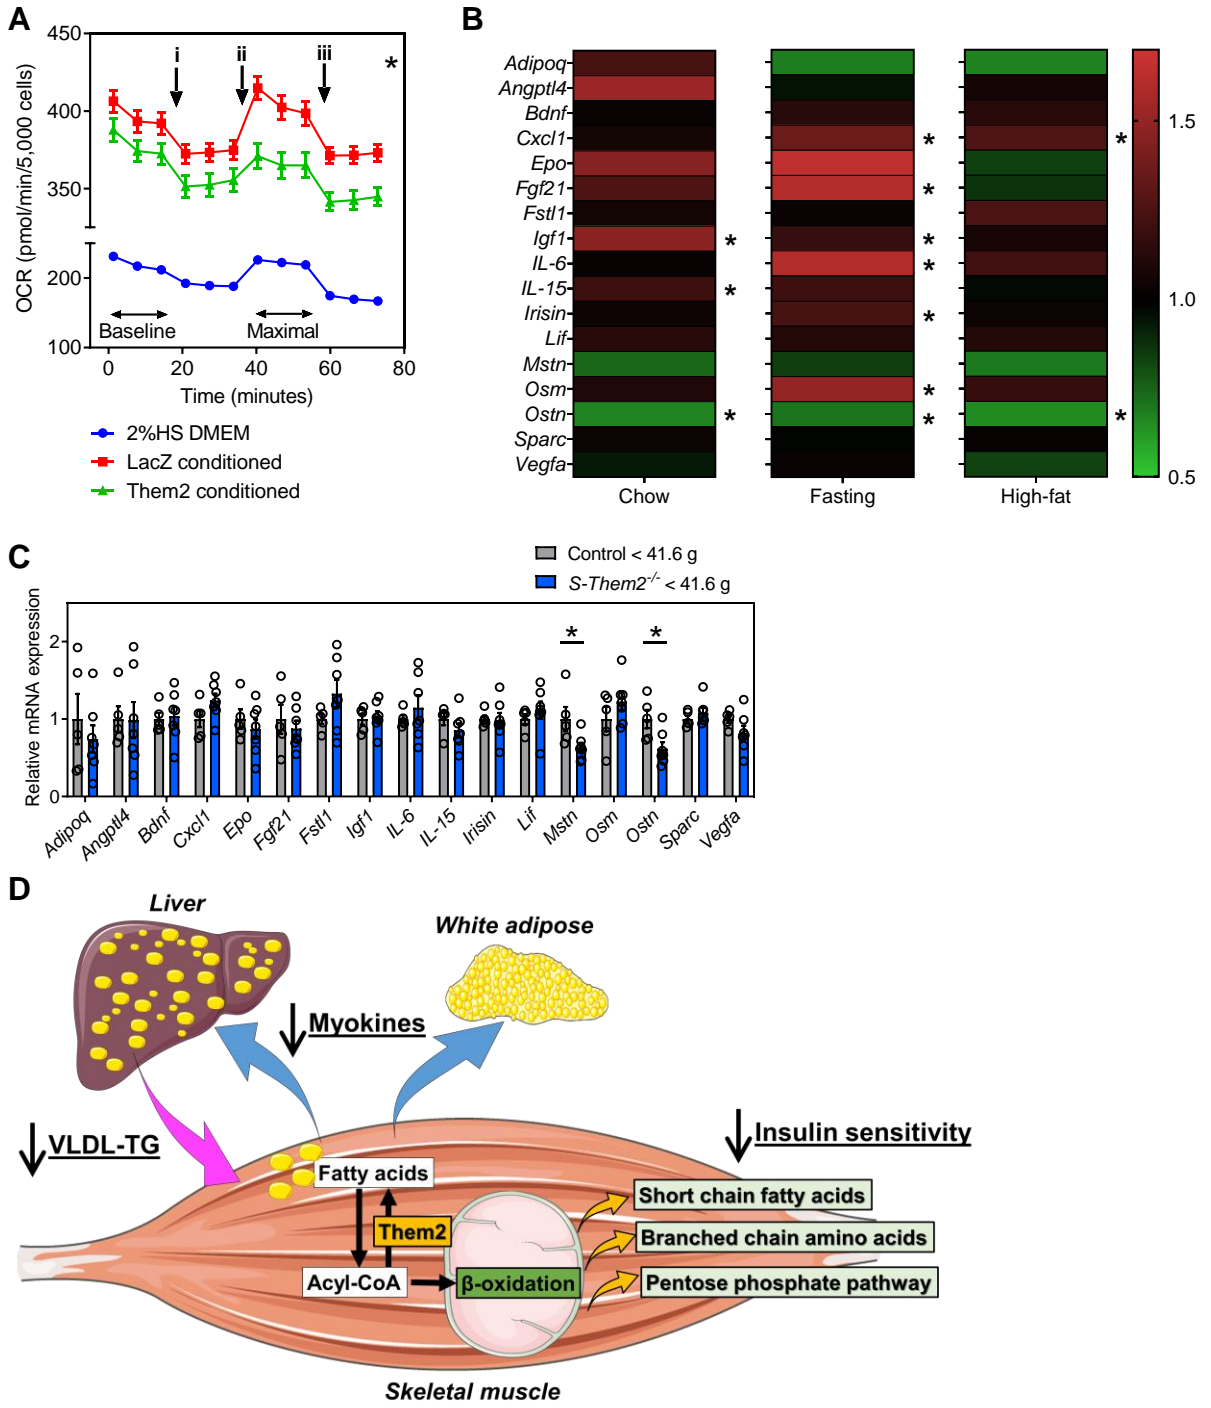 A
OCR (pmol/min/5,000 cells)
450
400
350
200
100
i
ii
iii
*
Baseline
Maximal
0
20
40
60
80
Time (minutes)
2%HS DMEM
LacZ conditioned
Them2 conditioned
B
Adipoq
Angptl4
Bdnf
Cxcl1
Epo
Fgf21
Fstl1
Igf1
IL-6
IL-15
Irisin
Lif
Mstn
Osm
Ostn
Sparc
Vegfa
*
*
*
*
*
*
*
*
*
*
*
*
Chow
Fasting
High-fat
1.5
1.0
0.5
C
Control < 41.6 g
S-Them2-/- < 41.6 g
Relative mRNA expression
2
1
0
*
*
Adipoq
Angptl4
Bdnf
Cxcl1
Epo
Fgf21
Fstl1
Igf1
IL-6
IL-15
Irisin
Lif
Mstn
Osm
Ostn
Sparc
Vegfa
D
Liver
White adipose
↓ Myokines
↓ VLDL-TG
↓ Insulin sensitivity
Fatty acids
Them2
Acyl-CoA
β-oxidation
Short chain fatty acids
Branched chain amino acids
Pentose phosphate pathway
Skeletal muscle